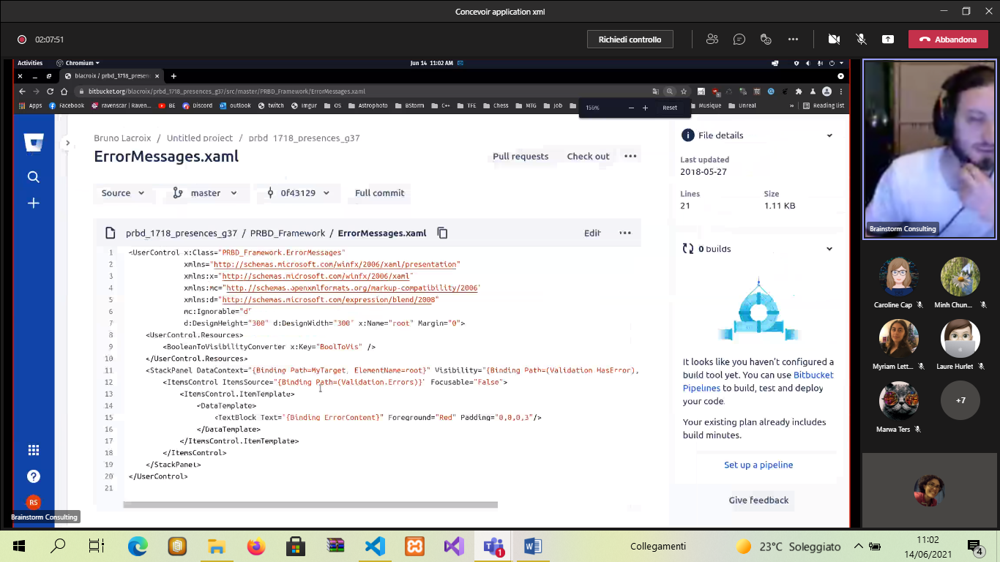 Concevoir application xml
02:07:51
Richiedi controllo
Abbandona
Activities
Chromium
Jun 14 11:02 AM
blacroix / prbd_1718_presen
bitbucket.org/blacroix/prbd_1718_presences_g37/src/master/PRBD_Framework/ErrorMessages.xaml
Apps Facebook ravenscar | Raven... BE Discord outlook twitch imgur OS Astrophoto BStorm C++ TFE Chess MTG Job Musique Unreal » Reading list
150% − + Reset
Bruno Lacroix / Untitled project / prbd_1718_presences_g37
ErrorMessages.xaml
Pull requests Check out
Source master 0f43129 Full commit
prbd_1718_presences_g37 / PRBD_Framework / ErrorMessages.xaml
Edit
1 <UserControl x:Class="PRBD_Framework.ErrorMessages"
2 xmlns="http://schemas.microsoft.com/winfx/2006/xaml/presentation"
3 xmlns:x="http://schemas.microsoft.com/winfx/2006/xaml"
4 xmlns:mc="http://schemas.openxmlformats.org/markup-compatibility/2006"
5 xmlns:d="http://schemas.microsoft.com/expression/blend/2008"
6 mc:Ignorable="d"
7 d:DesignHeight="300" d:DesignWidth="300" x:Name="root" Margin="0">
8 <UserControl.Resources>
9 <BooleanToVisibilityConverter x:Key="BoolToVis" />
10 </UserControl.Resources>
11 <StackPanel DataContext="{Binding Path=MyTarget, ElementName=root}" Visibility="{Binding Path=(Validation.HasError),
12 <ItemsControl ItemsSource="{Binding Path=(Validation.Errors)}" Focusable="False">
13 <ItemsControl.ItemTemplate>
14 <DataTemplate>
15 <TextBlock Text="{Binding ErrorContent}" Foreground="Red" Padding="0,0,0,3"/>
16 </DataTemplate>
17 </ItemsControl.ItemTemplate>
18 </ItemsControl>
19 </StackPanel>
20 </UserControl>
21
File details
Last updated
2018-05-27
Lines Size
21 1.11 KB
0 builds
It looks like you haven't configured a
build tool yet. You can use Bitbucket
Pipelines to build, test and deploy
your code.
Your existing plan already includes
build minutes.
Set up a pipeline
Give feedback
RS
Brainstorm Consulting
Brainstorm Consulting
Caroline Cap
Minh Chun...
Myriam Lett...
Laure Hurlet
Marwa Ters
+7
1
Collegamenti
23°C Soleggiato
11:02
14/06/2021
4